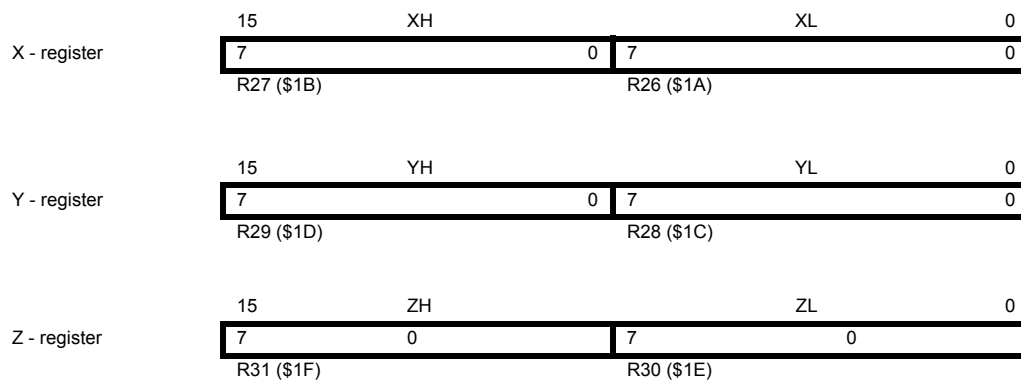 15 XH XL 0
X - register 7 0 7 0
R27 ($1B) R26 ($1A)
15 YH YL 0
Y - register 7 0 7 0
R29 ($1D) R28 ($1C)
15 ZH ZL 0
Z - register 7 0 7 0
R31 ($1F) R30 ($1E)